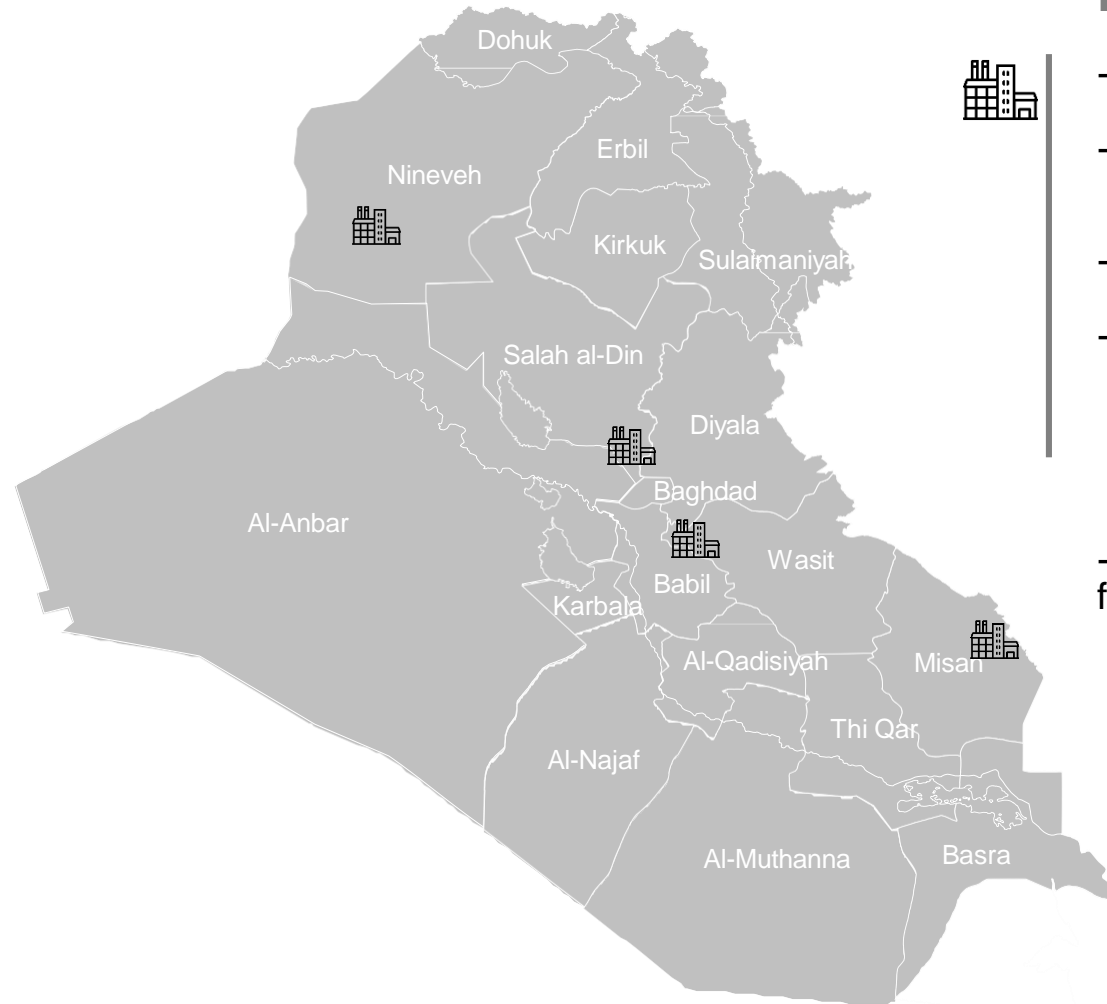 Dohuk
Erbil
Nineveh
Kirkuk
Sulaimaniyah
Salah al-Din
Diyala
Baghdad
Al-Anbar
Wasit
Babil
Karbala
Al-Qadisiyah
Misan
Thi Qar
Al-Najaf
Al-Muthanna
Basra
-
-
-
-
-
f